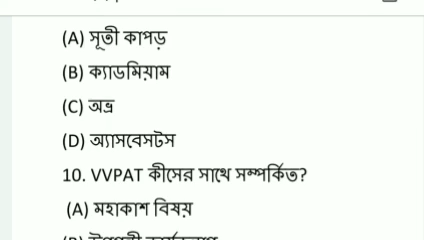 (A) সূতী কাপড়
(B) ক্যাডমিয়াম
(C) অভ্র
(D) অ্যাসবেসটস
10. VVPAT কীসের সাথে সম্পর্কিত?
(A) মহাকাশ বিষয়